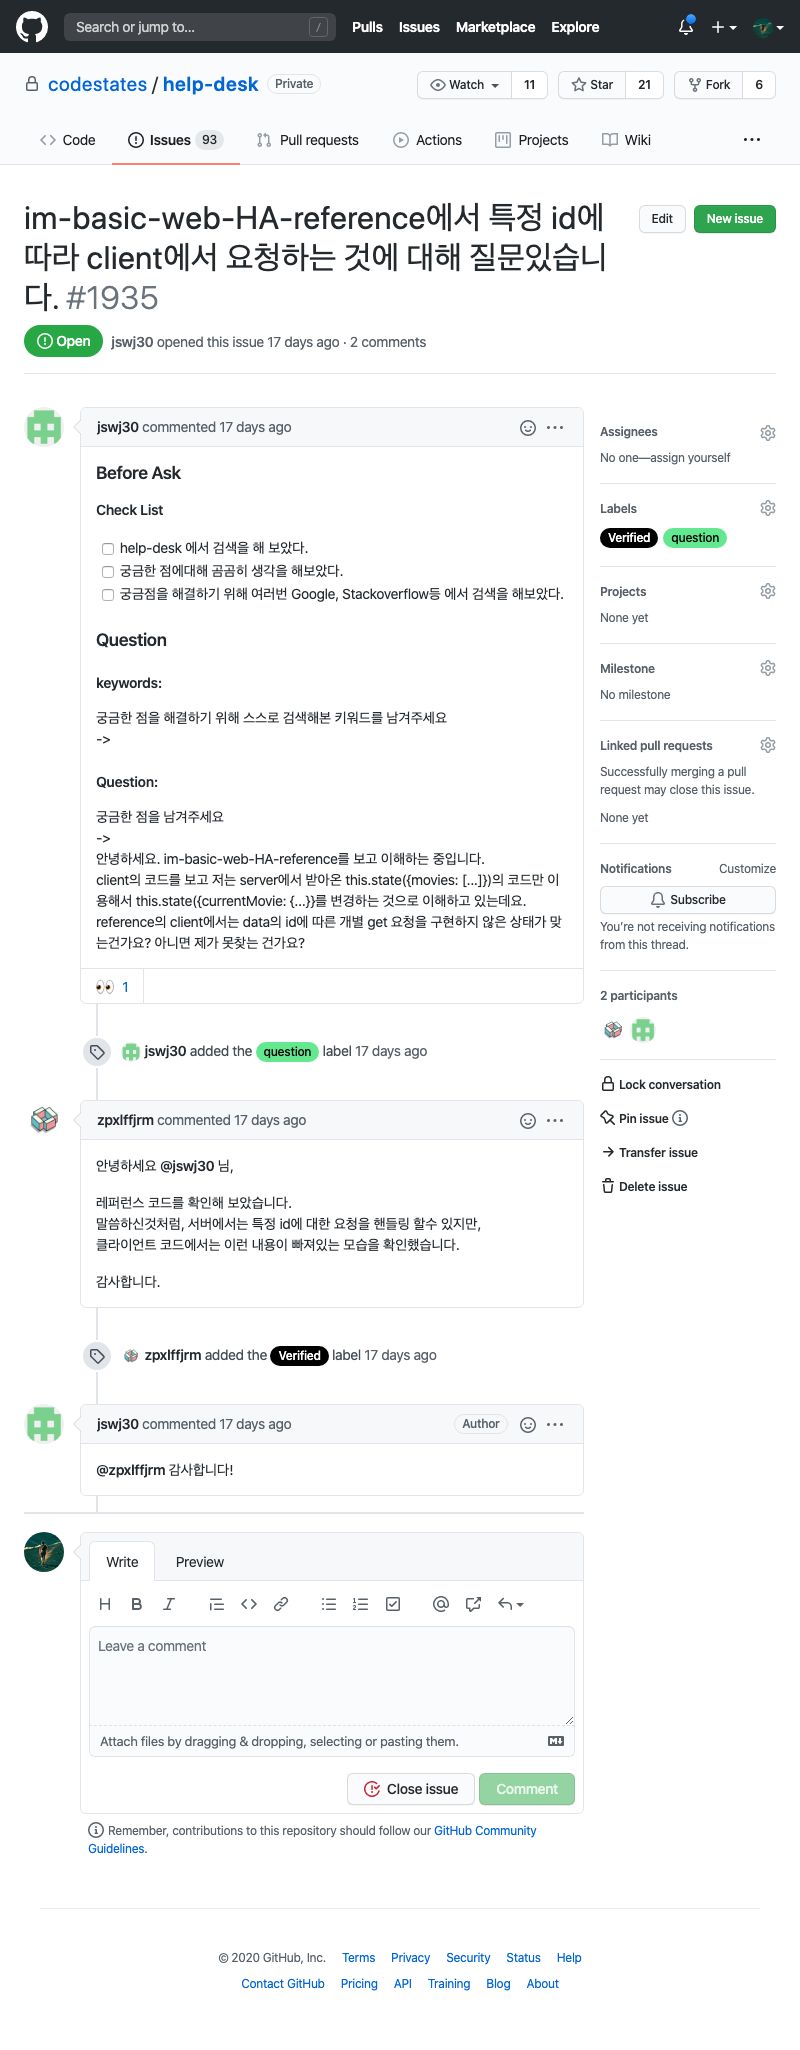 Search or jump to... /
Pulls Issues Marketplace Explore
codestates / help-desk Private
Watch 11 Star 21 Fork 6
Code Issues 93 Pull requests Actions Projects Wiki
im-basic-web-HA-reference에서 특정 id에
따라 client에서 요청하는 것에 대해 질문있습니
다. #1935
Edit New issue
Open jswj30 opened this issue 17 days ago · 2 comments
jswj30 commented 17 days ago
Before Ask
Check List
help-desk 에서 검색을 해 보았다.
궁금한 점에대해 곰곰히 생각을 해보았다.
궁금점을 해결하기 위해 여러번 Google, Stackoverflow등 에서 검색을 해보았다.
Question
keywords:
궁금한 점을 해결하기 위해 스스로 검색해본 키워드를 남겨주세요
->
Question:
궁금한 점을 남겨주세요
->
안녕하세요. im-basic-web-HA-reference를 보고 이해하는 중입니다.
client의 코드를 보고 저는 server에서 받아온 this.state({movies: [...]})의 코드만 이
용해서 this.state({currentMovie: {...}}를 변경하는 것으로 이해하고 있는데요.
reference의 client에서는 data의 id에 따른 개별 get 요청을 구현하지 않은 상태가 맞
는건가요? 아니면 제가 못찾는 건가요?
👀 1
jswj30 added the question label 17 days ago
zpxlffjrm commented 17 days ago
안녕하세요 @jswj30 님,
레퍼런스 코드를 확인해 보았습니다.
말씀하신것처럼, 서버에서는 특정 id에 대한 요청을 핸들링 할수 있지만,
클라이언트 코드에서는 이런 내용이 빠져있는 모습을 확인했습니다.
감사합니다.
zpxlffjrm added the Verified label 17 days ago
jswj30 commented 17 days ago Author
@zpxlffjrm 감사합니다!
Write Preview
Leave a comment
Attach files by dragging & dropping, selecting or pasting them.
Close issue Comment
Remember, contributions to this repository should follow our GitHub Community
Guidelines.
Assignees
No one—assign yourself
Labels
Verified question
Projects
None yet
Milestone
No milestone
Linked pull requests
Successfully merging a pull
request may close this issue.
None yet
Notifications Customize
Subscribe
You're not receiving notifications
from this thread.
2 participants
Lock conversation
Pin issue
Transfer issue
Delete issue
© 2020 GitHub, Inc. Terms Privacy Security Status Help
Contact GitHub Pricing API Training Blog About